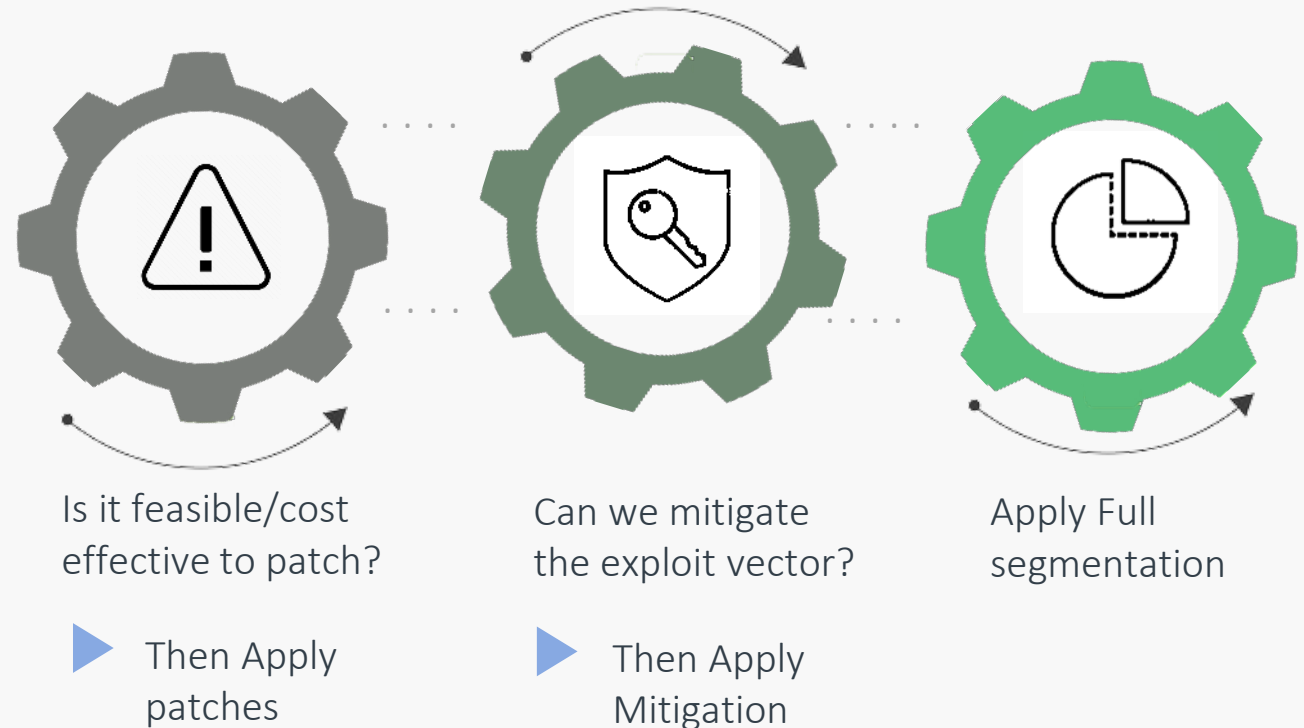 Is it feasible/cost
effective to patch?
Then Apply
patches
Can we mitigate
the exploit vector?
Then Apply
Mitigation
Apply Full
segmentation